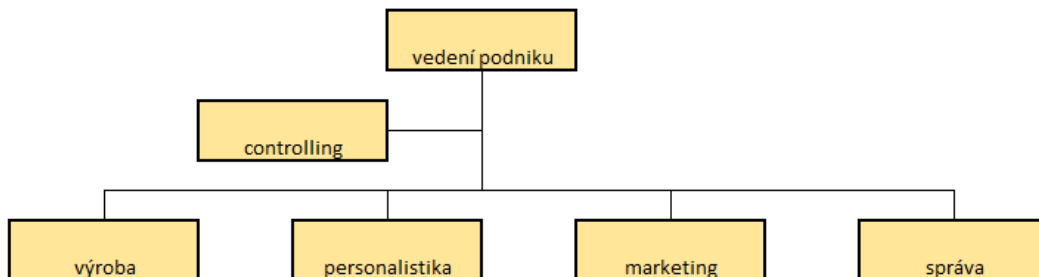 vedení podniku
controlling
výroba
personalistika
marketing
správa